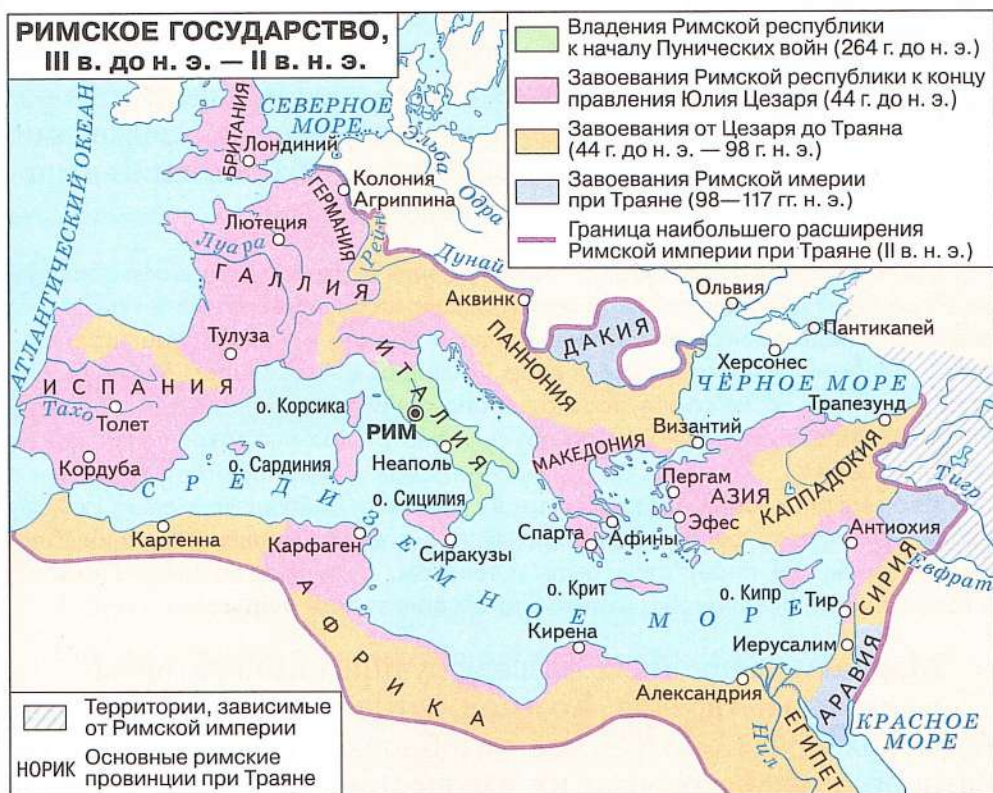 РИМСКОЕ ГОСУДАРСТВО,
III в. до н. э. — II в. н. э.
Владения Римской республики
к началу Пунических войн (264 г. до н. э.)
Завоевания Римской республики к концу
правления Юлия Цезаря (44 г. до н. э.)
Завоевания от Цезаря до Траяна
(44 г. до н. э. — 98 г. н. э.)
Завоевания Римской имерии
при Траяне (98—117 гг. н. э.)
Граница наибольшего расширения
Римской империи при Траяне (II в. н. э.)
АТЛАНТИЧЕСКИЙ ОКЕАН
СЕВЕРНОЕ
МОРЕ
БРИТАНИЯ
Лондиний
Эльба
Одра
Колония
Агриппина
ГЕРМАНИЯ
Рейн
Лютеция
Луара
ГАЛЛИЯ
Дунай
Аквинк
Ольвия
ДАКИЯ
Пантикапей
Херсонес
ПАННОНИЯ
Тулуза
ИТАЛИЯ
ЧЁРНОЕ МОРЕ
ИСПАНИЯ
Тахо
Толет
о. Корсика
РИМ
Трапезунд
Византий
МАКЕДОНИЯ
Кордуба
о. Сардиния
Неаполь
Пергам
АЗИЯ
КАППАДОКИЯ
Тигр
СРЕДИЗЕМНОЕ МОРЕ
о. Сицилия
Эфес
Картенна
Карфаген
Сиракузы
Спарта
Афины
Антиохия
Евфрат
СИРИЯ
АФРИКА
о. Крит
о. Кипр
Тир
Кирена
Иерусалим
Александрия
АРАВИЯ
Нил
ЕГИПЕТ
КРАСНОЕ
МОРЕ
Территории, зависимые
от Римской империи
НОРИК Основные римские
провинции при Траяне